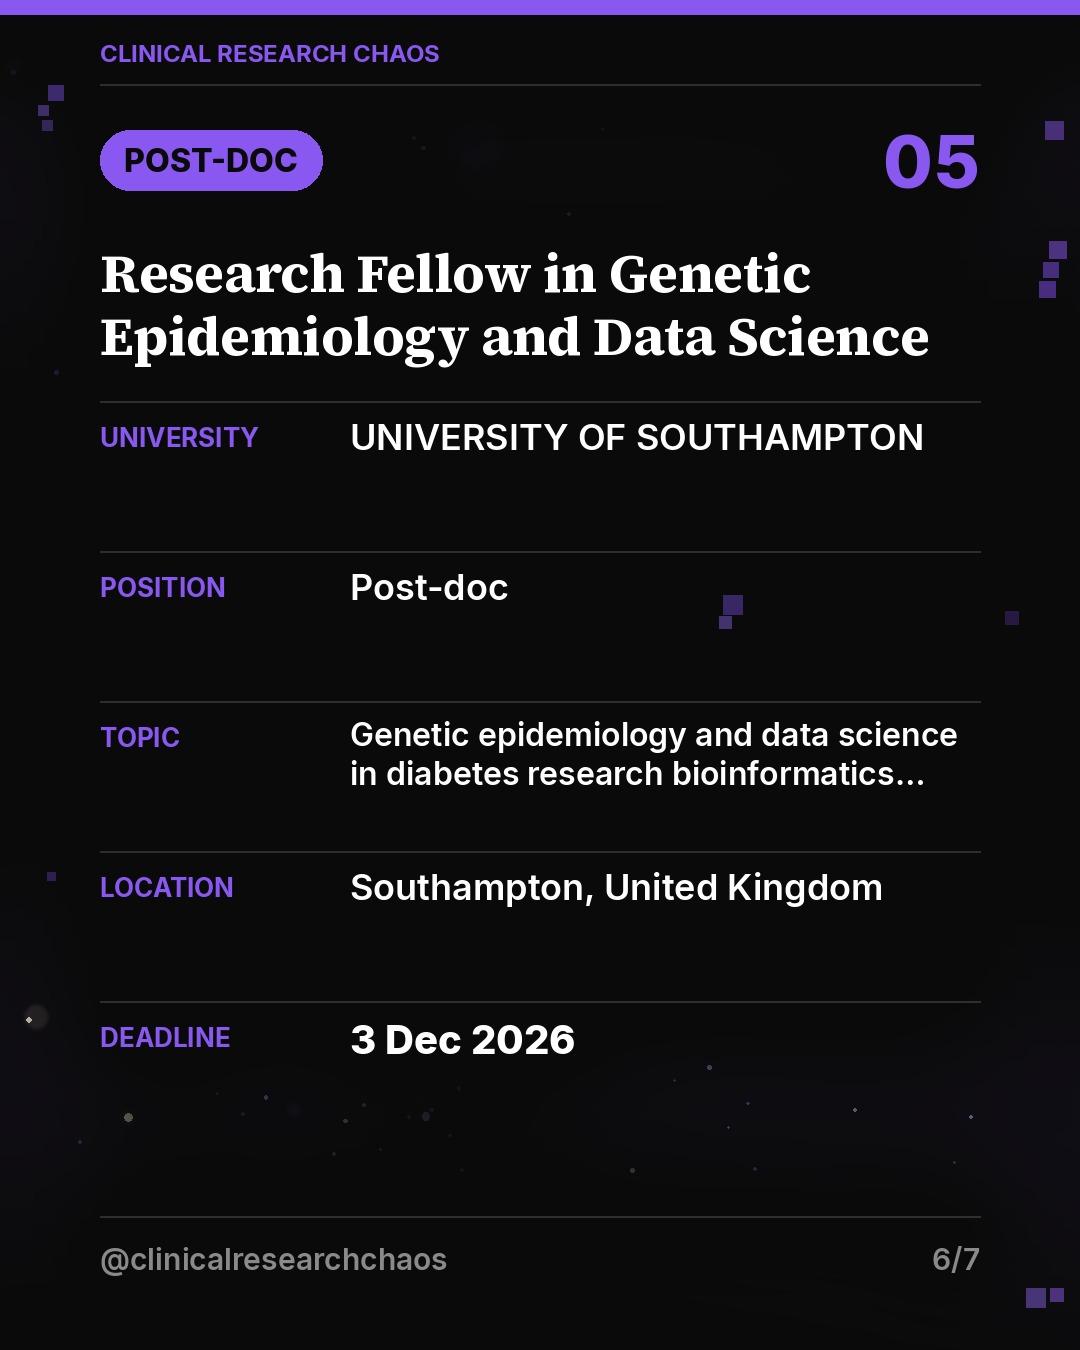 CLINICAL RESEARCH CHAOS
POST-DOC
05
Research Fellow in Genetic
Epidemiology and Data Science
UNIVERSITY
UNIVERSITY OF SOUTHAMPTON
POSITION
Post-doc
TOPIC
Genetic epidemiology and data science
in diabetes research bioinformatics...
LOCATION
Southampton, United Kingdom
DEADLINE
3 Dec 2026
@clinicalresearchchaos
6/7